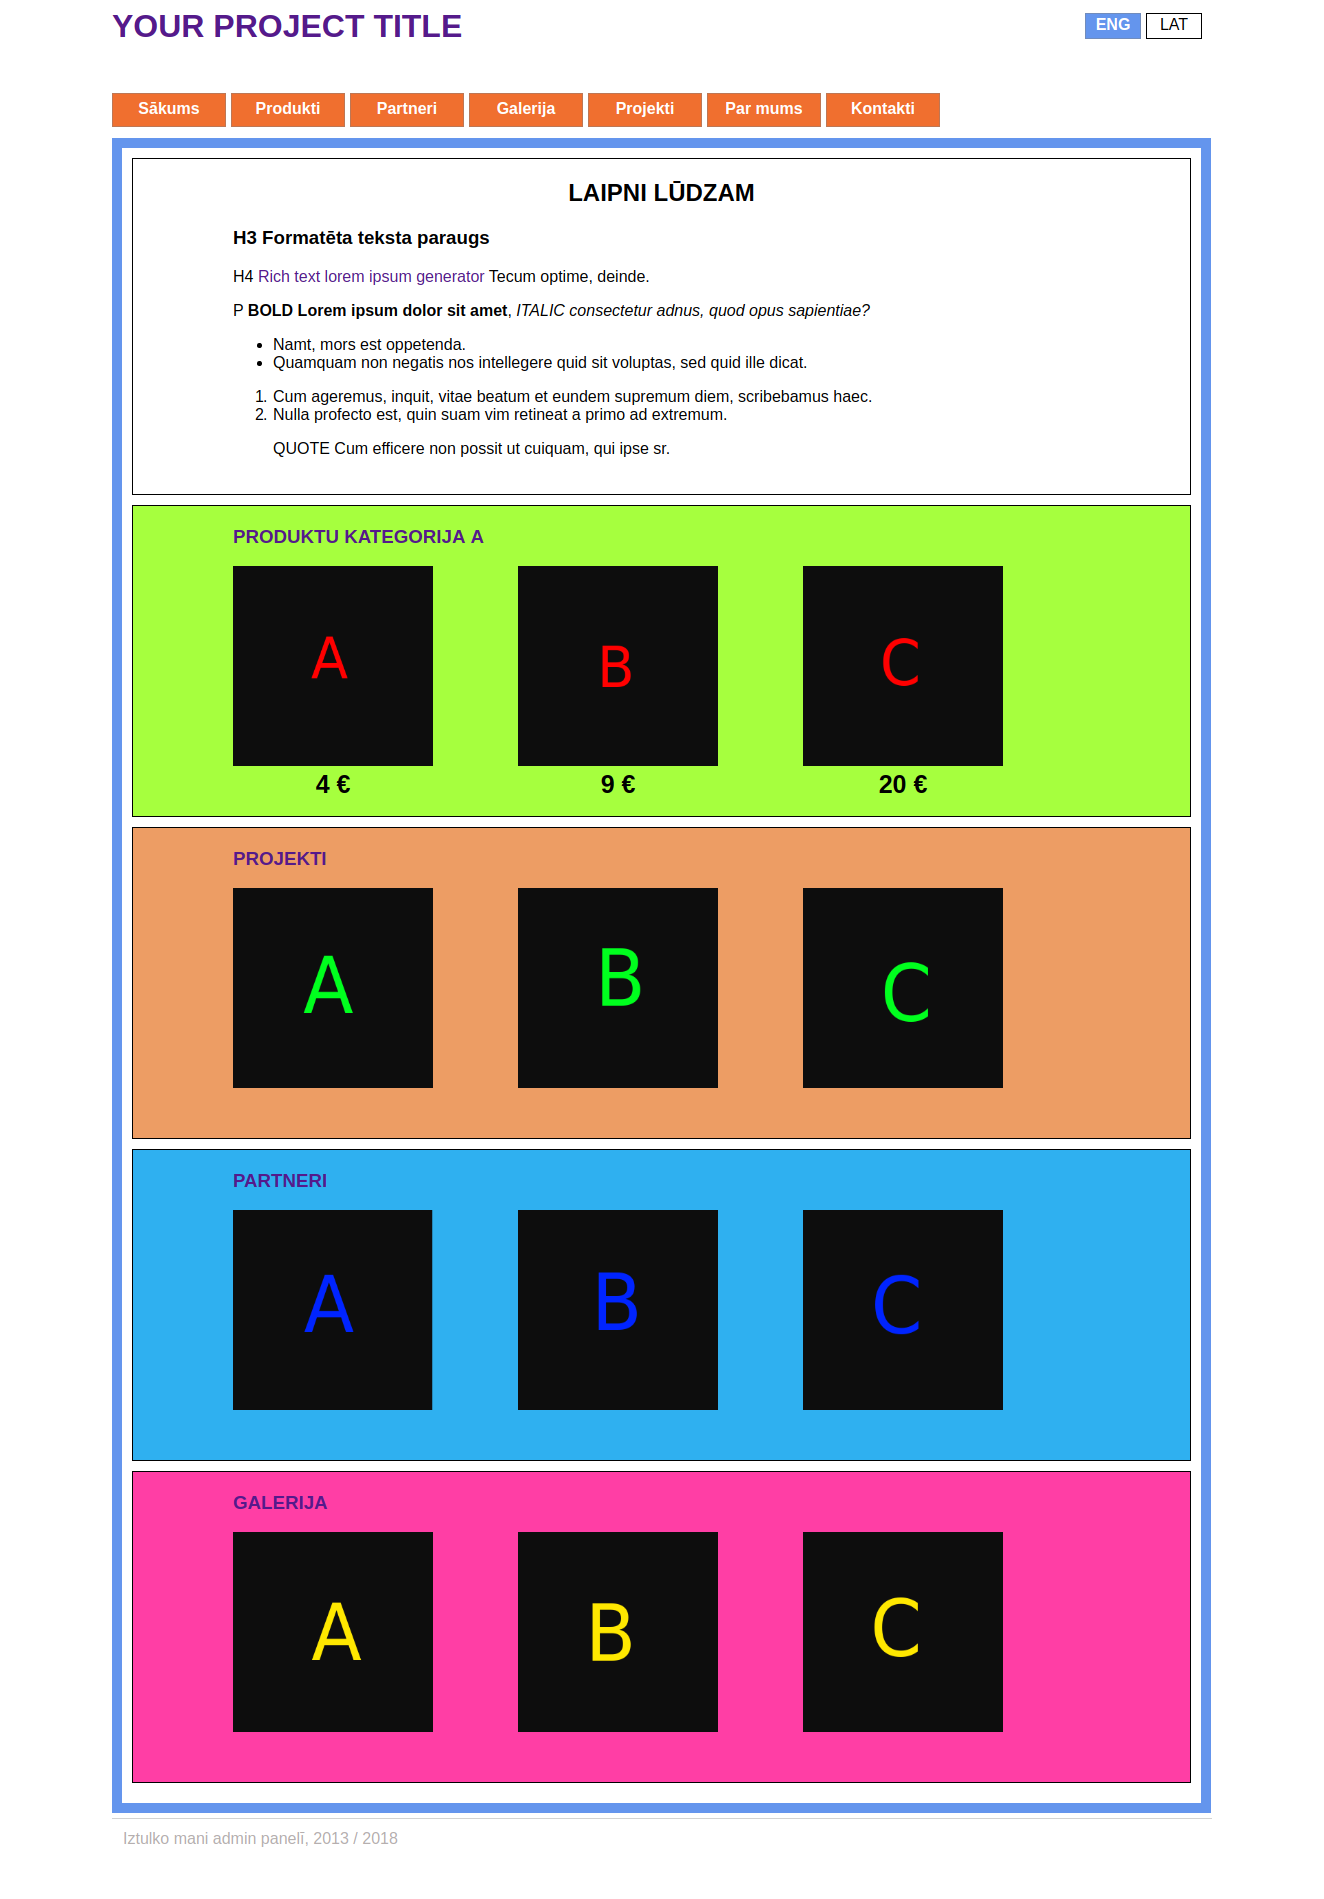 YOUR PROJECT TITLE
ENG LAT
Sākums Produkti Partneri Galerija Projekti Par mums Kontakti
LAIPNI LŪDZAM
H3 Formatēta teksta paraugs
H4 Rich text lorem ipsum generator Tecum optime, deinde.
P BOLD Lorem ipsum dolor sit amet, ITALIC consectetur adnus, quod opus sapientiae?
• Namt, mors est oppetenda.
• Quamquam non negatis nos intellegere quid sit voluptas, sed quid ille dicat.
1. Cum ageremus, inquit, vitae beatum et eundem supremum diem, scribebamus haec.
2. Nulla profecto est, quin suam vim retineat a primo ad extremum.
QUOTE Cum efficere non possit ut cuiquam, qui ipse sr.
PRODUKTU KATEGORIJA A
A B C
4 € 9 € 20 €
PROJEKTI
A B C
PARTNERI
A B C
GALERIJA
A B C
Iztulko mani admin panelī, 2013 / 2018